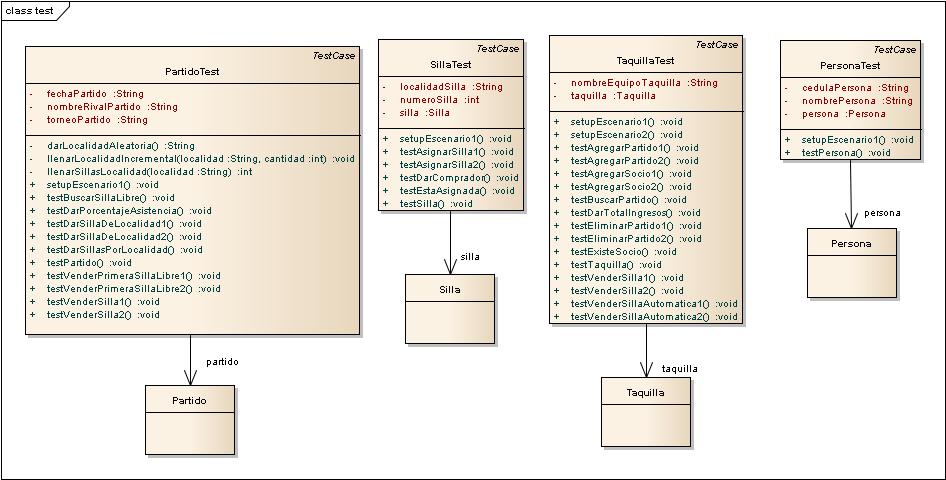 class test
TestCase
PartidoTest
- fechaPartido :String
- nombreRivalPartido :String
- torneoPartido :String
- darLocalidadAleatoria() :String
- llenarLocalidadIncremental(localidad :String, cantidad :int) :void
- llenarSillasLocalidad(localidad :String) :int
+ setupEscenario1() :void
+ testBuscarSillaLibre() :void
+ testDarPorcentajeAsistencia() :void
+ testDarSillaDeLocalidad1() :void
+ testDarSillaDeLocalidad2() :void
+ testDarSillasPorLocalidad() :void
+ testPartido() :void
+ testVenderPrimeraSillaLibre1() :void
+ testVenderPrimeraSillaLibre2() :void
+ testVenderSilla1() :void
+ testVenderSilla2() :void
partido
Partido
TestCase
SillaTest
- localidadSilla :String
- numeroSilla :int
- silla :Silla
+ setupEscenario1() :void
+ testAsignarSilla1() :void
+ testAsignarSilla2() :void
+ testDarComprador() :void
+ testEstaAsignada() :void
+ testSilla() :void
silla
Silla
TestCase
TaquillaTest
- nombreEquipoTaquilla :String
- taquilla :Taquilla
+ setupEscenario1() :void
+ setupEscenario2() :void
+ testAgregarPartido1() :void
+ testAgregarPartido2() :void
+ testAgregarSocio1() :void
+ testAgregarSocio2() :void
+ testBuscarPartido() :void
+ testDarTotalIngresos() :void
+ testEliminarPartido1() :void
+ testEliminarPartido2() :void
+ testExisteSocio() :void
+ testTaquilla() :void
+ testVenderSilla1() :void
+ testVenderSilla2() :void
+ testVenderSillaAutomatica1() :void
+ testVenderSillaAutomatica2() :void
taquilla
Taquilla
TestCase
PersonaTest
- cedulaPersona :String
- nombrePersona :String
- persona :Persona
+ setupEscenario1() :void
+ testPersona() :void
persona
Persona